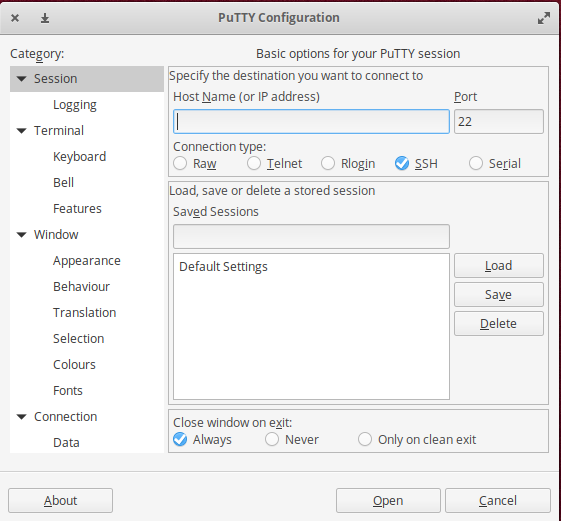 PuTTY Configuration
Category:
Session
Logging
Terminal
Keyboard
Bell
Features
Window
Appearance
Behaviour
Translation
Selection
Colours
Fonts
Connection
Data
Basic options for your PuTTY session
Specify the destination you want to connect to
Host Name (or IP address) Port
22
Connection type:
Raw Telnet Rlogin SSH Serial
Load, save or delete a stored session
Saved Sessions
Default Settings
Load
Save
Delete
Close window on exit:
Always Never Only on clean exit
About Open Cancel